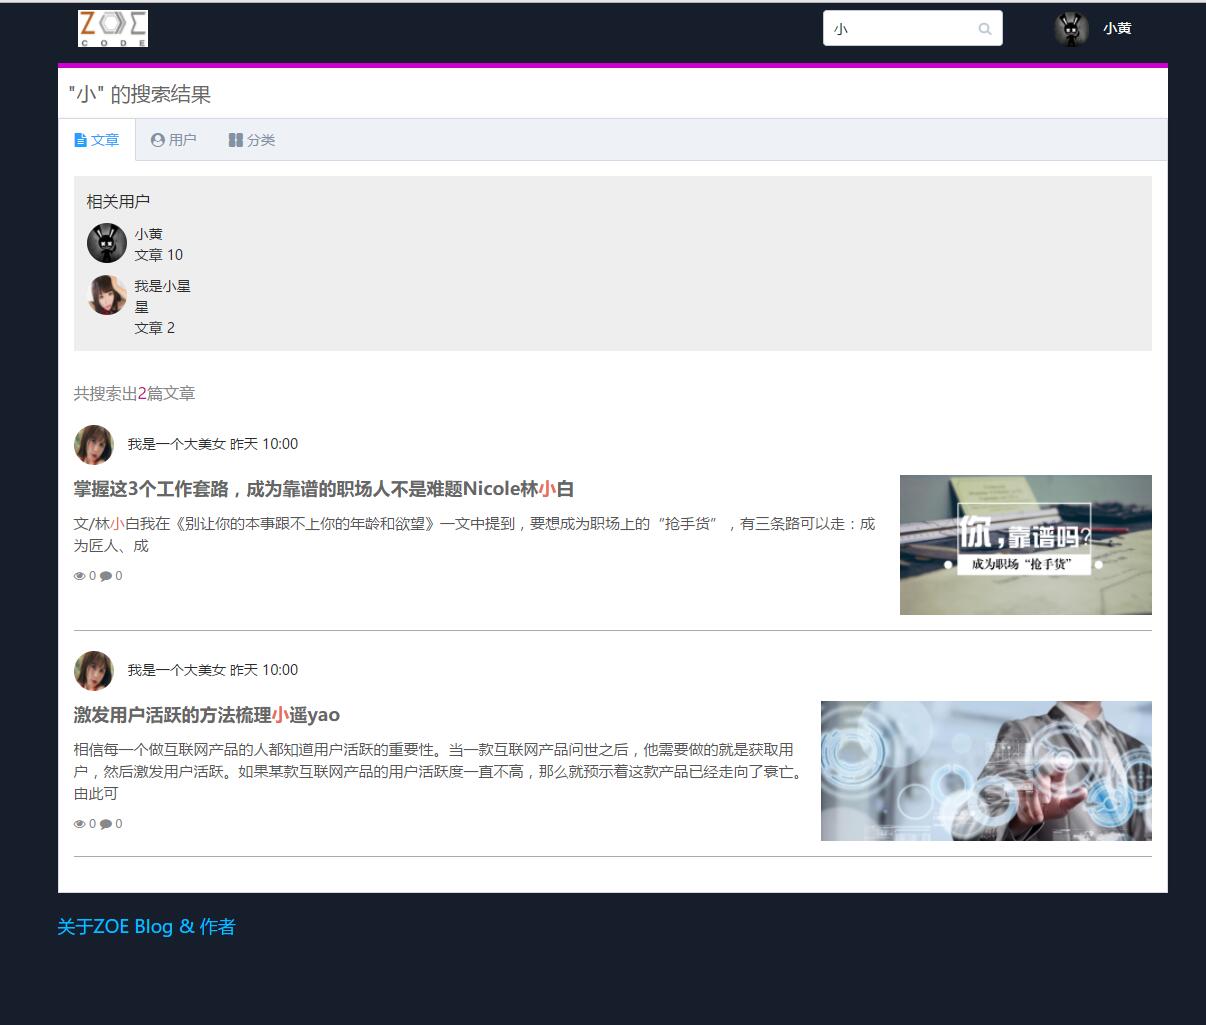 ZOE
CODE
小
小黄
"小" 的搜索结果
文章
用户
分类
相关用户
小黄
文章 10
我是小星
星
文章 2
共搜索出2篇文章
我是一个大美女 昨天 10:00
掌握这3个工作套路，成为靠谱的职场人不是难题Nicole林小白
文/林小白我在《别让你的本事跟不上你的年龄和欲望》一文中提到，要想成为职场上的“抢手货”，有三条路可以走：成
为匠人、成
0 0
你，靠谱吗?
成为职场“抢手货”
我是一个大美女 昨天 10:00
激发用户活跃的方法梳理小遥yao
相信每一个做互联网产品的人都知道用户活跃的重要性。当一款互联网产品问世之后，他需要做的就是获取用
户，然后激发用户活跃。如果某款互联网产品的用户活跃度一直不高，那么就预示着这款产品已经走向了衰亡。
由此可
0 0
关于ZOE Blog & 作者